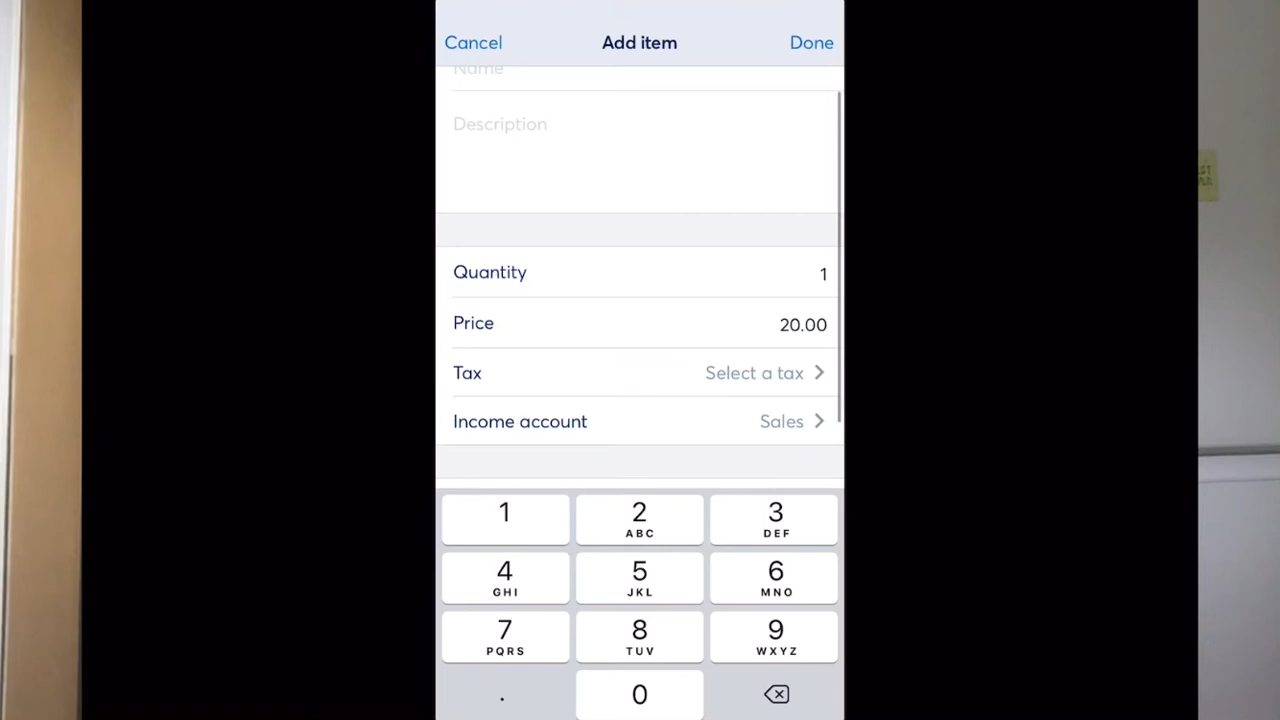 Cancel Add item Done
Name
Description
Quantity 1
Price 20.00
Tax Select a tax
Income account Sales
1 2 3
ABC DEF
4 5 6
GHI JKL MNO
7 8 9
PQRS TUV WXYZ
. 0